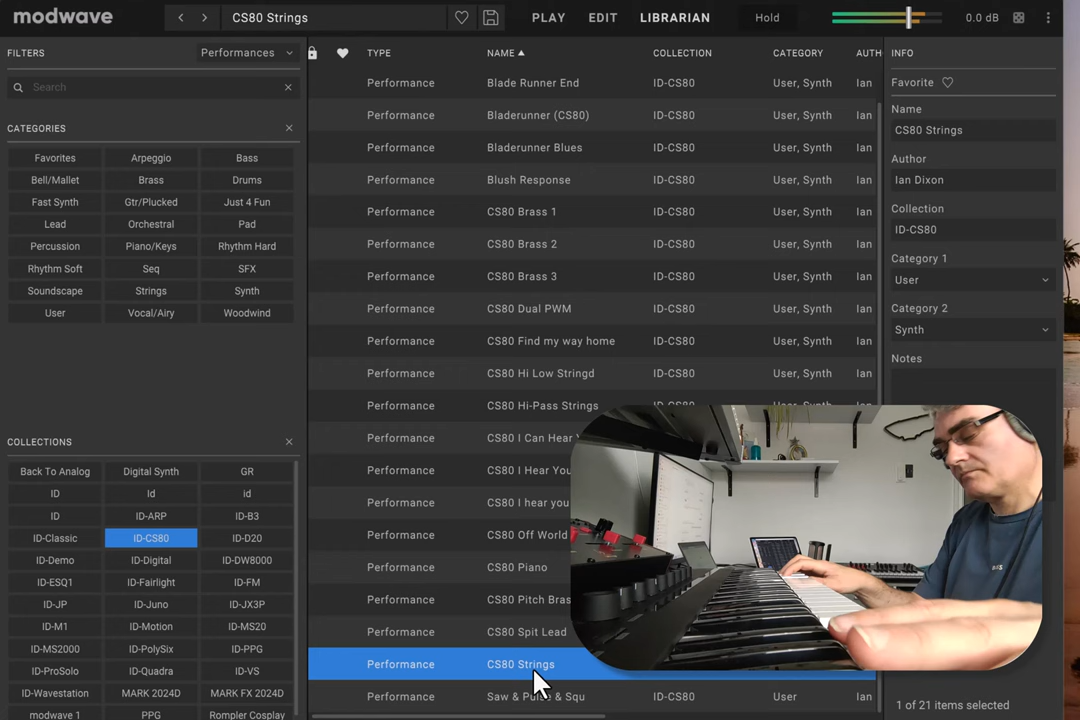 modwave
CS80 Strings
PLAY
EDIT
LIBRARIAN
Hold
0.0 dB
FILTERS
Performances
Search
CATEGORIES
Favorites Arpeggio Bass
Bell/Mallet Brass Drums
Fast Synth Gtr/Plucked Just 4 Fun
Lead Orchestral Pad
Percussion Piano/Keys Rhythm Hard
Rhythm Soft Seq SFX
Soundscape Strings Synth
User Vocal/Airy Woodwind
COLLECTIONS
Back To Analog Digital Synth GR
ID Id id
ID ID-ARP ID-B3
ID-Classic ID-CS80 ID-D20
ID-Demo ID-Digital ID-DW8000
ID-ESQ1 ID-Fairlight ID-FM
ID-JP ID-Juno ID-JX3P
ID-M1 ID-Motion ID-MS20
ID-MS2000 ID-PolySix ID-PPG
ID-ProSolo ID-Quadra ID-VS
ID-Wavestation MARK 2024D MARK FX 2024D
modwave 1 PPG Rompler Cosplay
TYPE NAME COLLECTION CATEGORY AUTH
Performance Blade Runner End ID-CS80 User, Synth Ian
Performance Bladerunner (CS80) ID-CS80 User, Synth Ian
Performance Bladerunner Blues ID-CS80 User, Synth Ian
Performance Blush Response ID-CS80 User, Synth Ian
Performance CS80 Brass 1 ID-CS80 User, Synth Ian
Performance CS80 Brass 2 ID-CS80 User, Synth Ian
Performance CS80 Brass 3 ID-CS80 User, Synth Ian
Performance CS80 Dual PWM ID-CS80 User, Synth Ian
Performance CS80 Find my way home ID-CS80 User, Synth Ian
Performance CS80 Hi Low Stringd ID-CS80 User, Synth Ian
Performance CS80 Hi-Pass Strings ID-CS80 User, Synth Ian
Performance CS80 I Can Hear
Performance CS80 I Hear You
Performance CS80 I hear you
Performance CS80 Off World
Performance CS80 Piano
Performance CS80 Pitch Bras
Performance CS80 Spit Lead
Performance CS80 Strings
Performance Saw & Pulse & Squ ID-CS80 User Ian
INFO
Favorite
Name
CS80 Strings
Author
Ian Dixon
Collection
ID-CS80
Category 1
User
Category 2
Synth
Notes
1 of 21 items selected